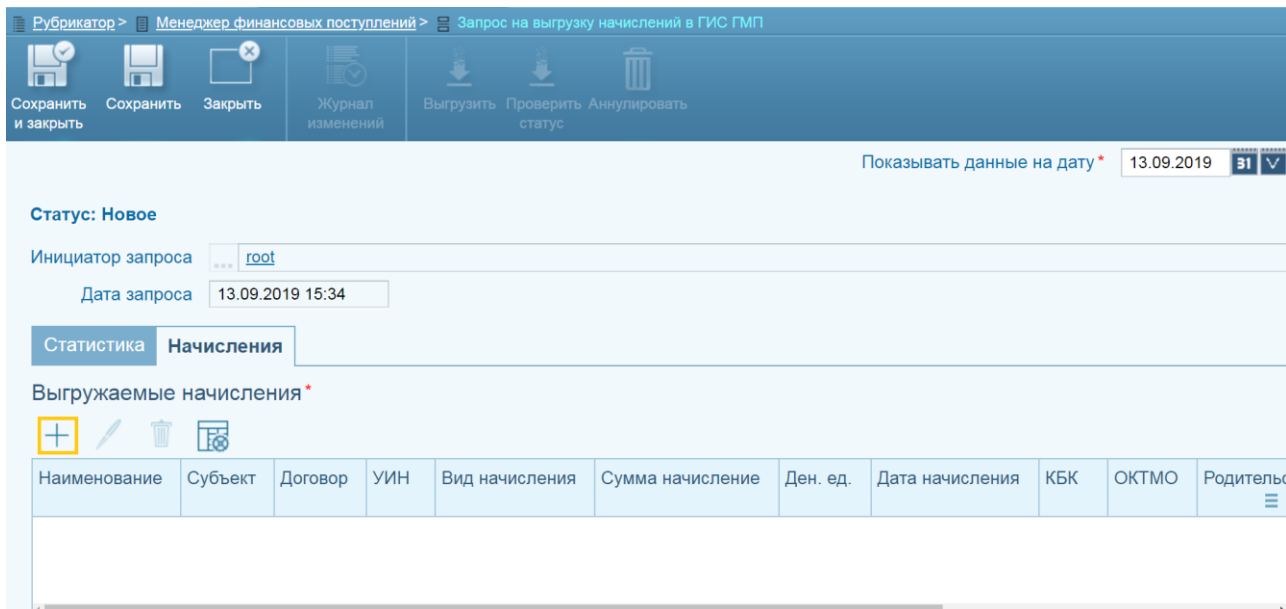 Рубрикатор > Менеджер финансовых поступлений > Запрос на выгрузку начислений в ГИС ГМП
Сохранить и закрыть
Сохранить
Закрыть
Журнал изменений
Выгрузить
Проверить статус
Аннулировать
Показывать данные на дату * 13.09.2019 31
Статус: Новое
Инициатор запроса ... root
Дата запроса 13.09.2019 15:34
Статистика Начисления
Выгружаемые начисления *
Наименование Субъект Договор УИН Вид начисления Сумма начисление Ден. ед. Дата начисления КБК ОКТМО Родительс